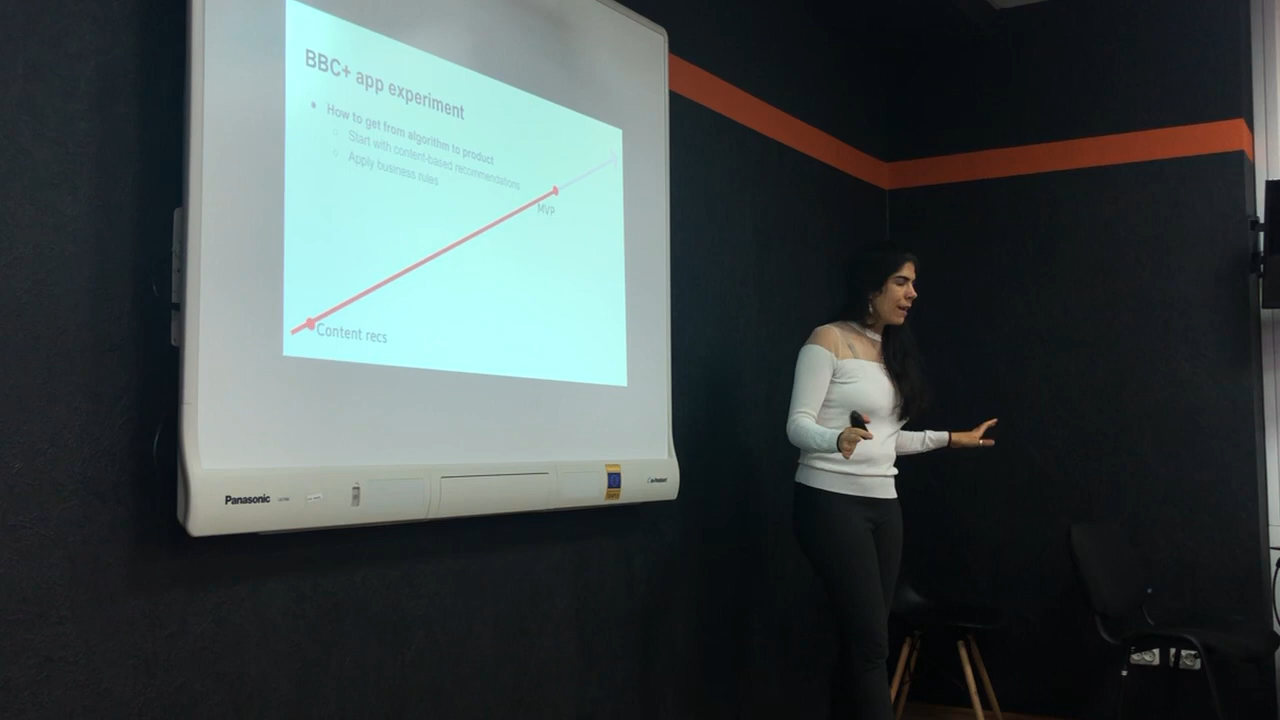 BBC+ app experiment
How to get from algorithm to product
Start with content-based recommendations
Apply business rules
MVP
Content recs
Panasonic